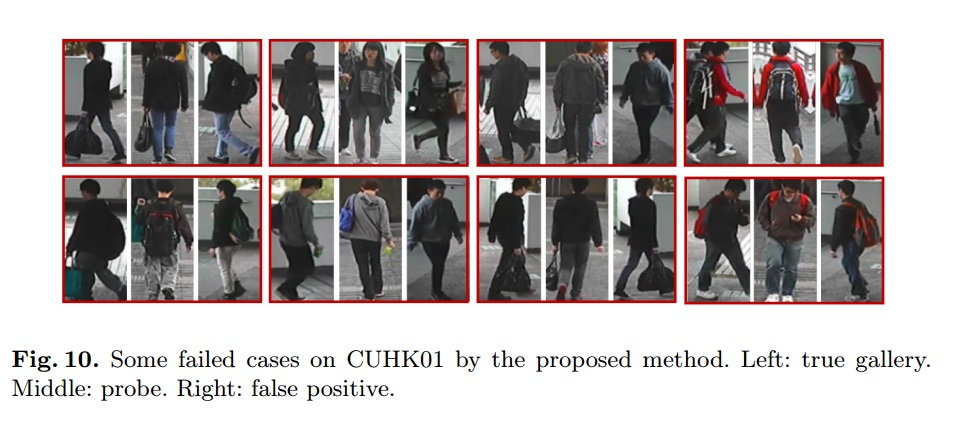 Fig. 10. Some failed cases on CUHK01 by the proposed method. Left: true gallery.
Middle: probe. Right: false positive.